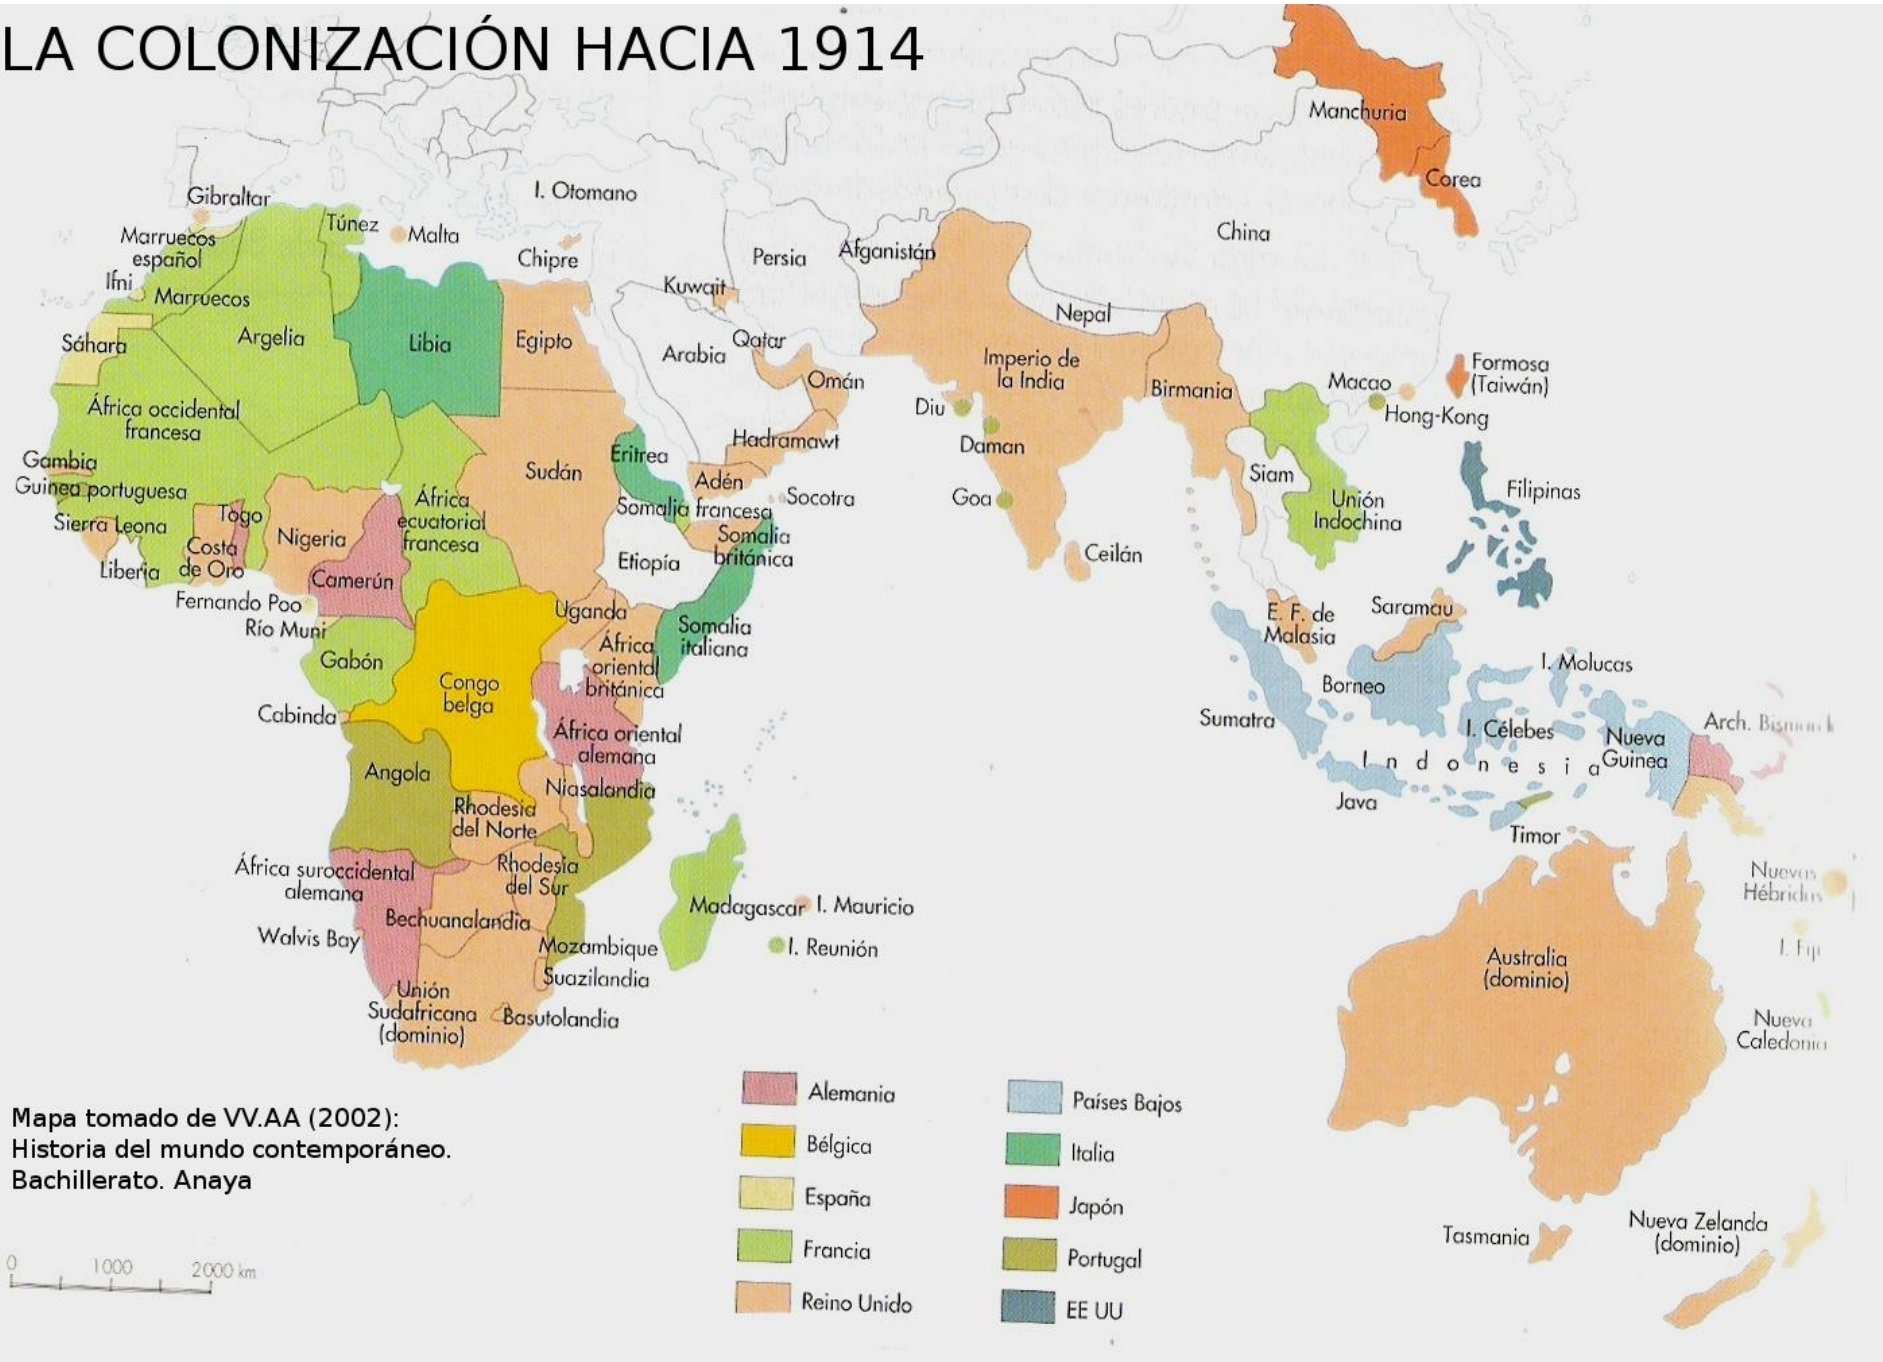 LA COLONIZACIÓN HACIA 1914
Manchuria
Corea
Gibraltar
I. Otomano
Túnez
Malta
Marruecos
español
Chipre
Persia
Afganistán
China
Ifni
Marruecos
Kuwait
Nepal
Sáhara
Argelia
Libia
Egipto
Arabia
Qatar
Omán
Imperio de
la India
Birmania
Macao
Formosa
(Taiwán)
Hong-Kong
África occidental
francesa
Diu
Daman
Hadramawt
Gambia
Guinea portuguesa
Sierra Leona
Togo
Nigeria
África
ecuatorial
francesa
Sudán
Eritrea
Adén
Socotra
Somalia francesa
Somalia
británica
Goa
Siam
Unión
Indochina
Filipinas
Liberia
Costa
de Oro
Camerún
Etiopía
Ceilán
Fernando Poo
Río Muni
Uganda
Somalia
italiana
E. F. de
Malasia
Saramau
Gabón
Congo
belga
África
oriental
británica
I. Molucas
Borneo
Cabinda
Sumatra
I. Célebes
Nueva
Guinea
Arch. Bismarck
África oriental
alemana
Indonesia
Angola
Niasalandia
Java
Rhodesia
del Norte
Timor
África suroccidental
alemana
Rhodesia
del Sur
Nuevas
Hébridas
Bechuanalandia
Madagascar
I. Mauricio
Walvis Bay
Mozambique
I. Reunión
Australia
(dominio)
I. Fiji
Suazilandia
Unión
Sudafricana
(dominio)
Basutolandia
Nueva
Caledonia
Tasmania
Nueva Zelanda
(dominio)
Mapa tomado de VV.AA (2002):
Historia del mundo contemporáneo.
Bachillerato. Anaya
0 1000 2000 km
Alemania
Bélgica
España
Francia
Reino Unido
Países Bajos
Italia
Japón
Portugal
EE UU